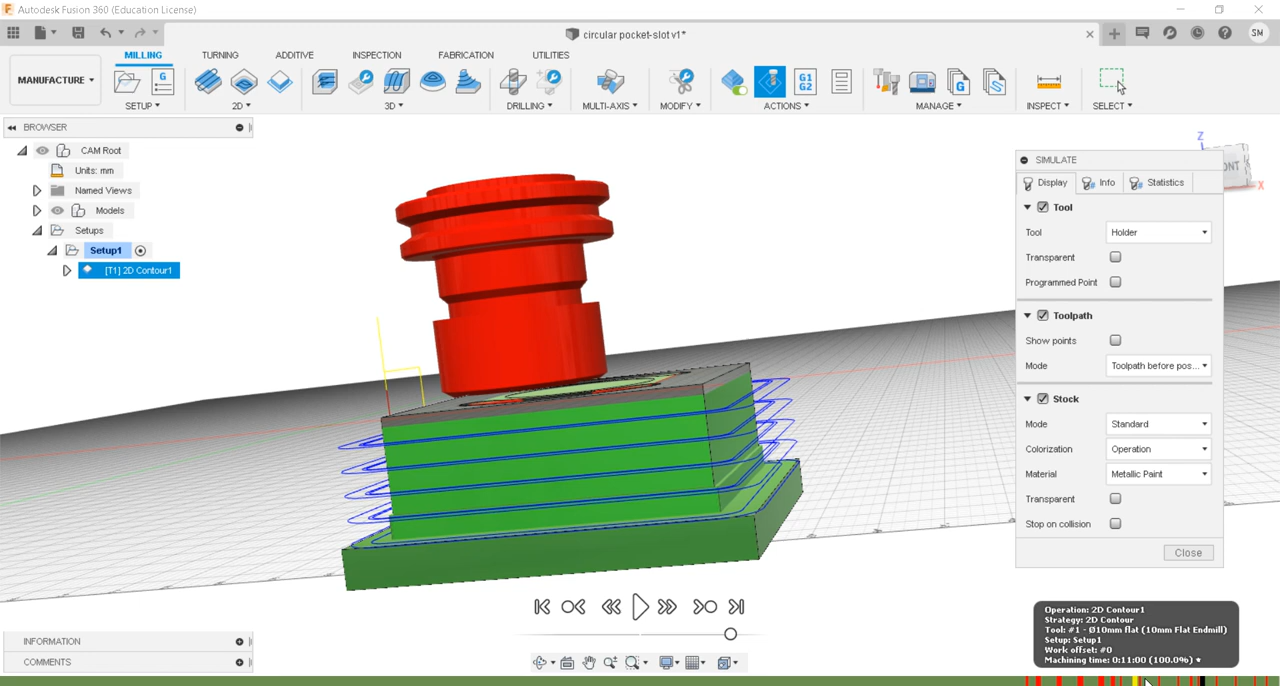 Autodesk Fusion 360 (Education License)
circular pocket-slot v1*
SM
MANUFACTURE
MILLING TURNING ADDITIVE INSPECTION FABRICATION UTILITIES
G G1 G2 G S
SETUP 2D 3D DRILLING MULTI-AXIS MODIFY ACTIONS MANAGE INSPECT SELECT
BROWSER
CAM Root
Units: mm
Named Views
Models
Setups
Setup1
[T1] 2D Contour1
Z
X
SIMULATE
Display Info Statistics
Tool
Tool Holder
Transparent
Programmed Point
Toolpath
Show points
Mode Toolpath before pos...
Stock
Mode Standard
Colorization Operation
Material Metallic Paint
Transparent
Stop on collision
Close
Operation: 2D Contour1
Strategy: 2D Contour
Tool: #1 - Ø10mm flat (10mm Flat Endmill)
Setup: Setup1
Work offset: #0
Machining time: 0:11:00 (100.0%) *
INFORMATION
COMMENTS